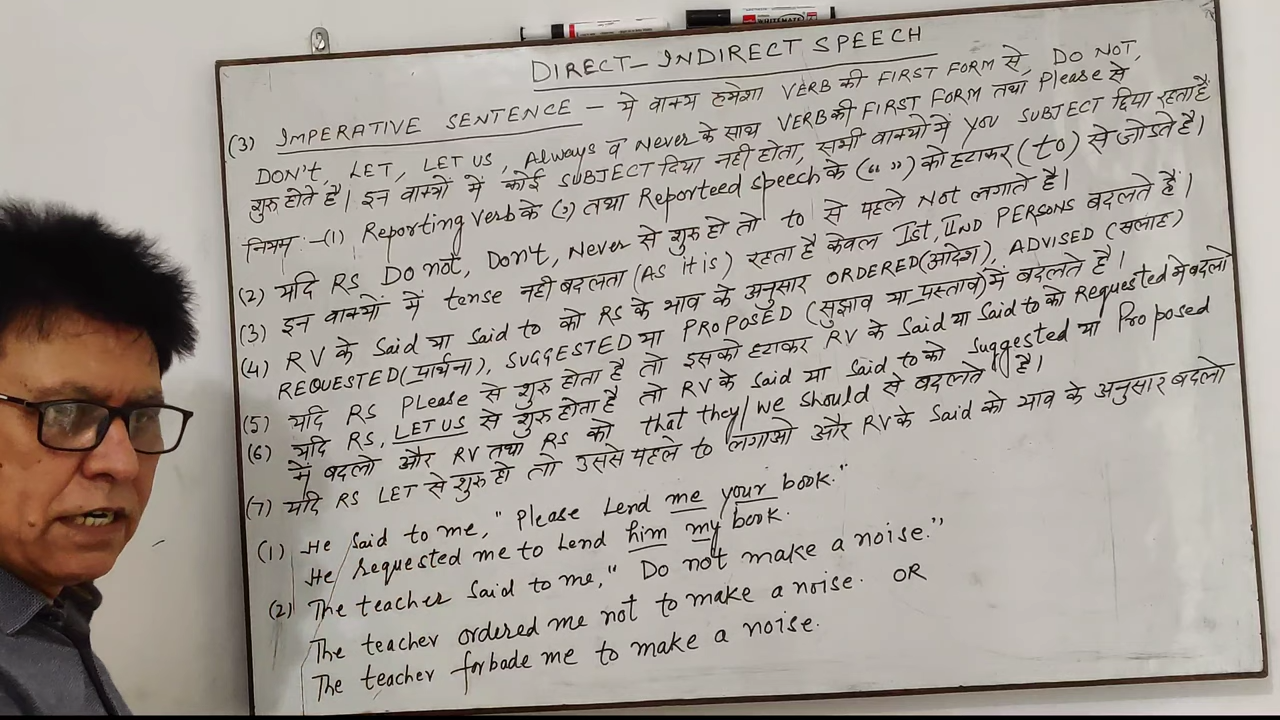 WHITEMATE
DIRECT-INDIRECT SPEECH
(3) IMPERATIVE SENTENCE - ये वाक्य हमेशा VERB की FIRST FORM से, DO NOT,
DON'T, LET, LET US, Always व Never के साथ VERB की FIRST FORM तथा Please से
शुरू होते है। इन वाक्यों में कोई SUBJECT दिया नही होता, सभी वाक्यो में YOU SUBJECT छिपा रहता है
नियम :- (1) Reporting Verb के (,) तथा Reporteed speech के (“ ”) को हटाकर (to) से जोडते है।
(2) यदि RS Do not, Don't, Never से शुरू हो तो to से पहले Not लगाते है।
(3) इन वाक्यों में tense नही बदलता (AS it is) रहता है केवल Ist, IInd PERSONS बदलते हैं।
(4) RV के Said या Said to को RS के भाव के अनुसार ORDERED (आदेश), ADVISED (सलाह)
REQUESTED (प्रार्थना), SUGGESTED या PROPOSED (सुझाव या प्रस्ताव) में बदलते है।
(5) यदि RS Please से शुरू होता है तो इसको हटाकर RV के Said या Said to को Requested मे बदलो
(6) यदि RS, LET US से शुरू होता है तो RV के Said या Said to को Suggested या Proposed
में बदलो और RV तथा RS को that they/we should से बदलते है।
(7) यदि RS LET से शुरू हो तो उससे पहले to लगाओ और RV के Said को भाव के अनुसार बदलो
(1) He Said to me, "Please Lend me your book."
He requested me to Lend him my book.
(2) The teacher Said to me, "Do not make a noise."
The teacher ordered me not to make a noise. OR
The teacher forbade me to make a noise.